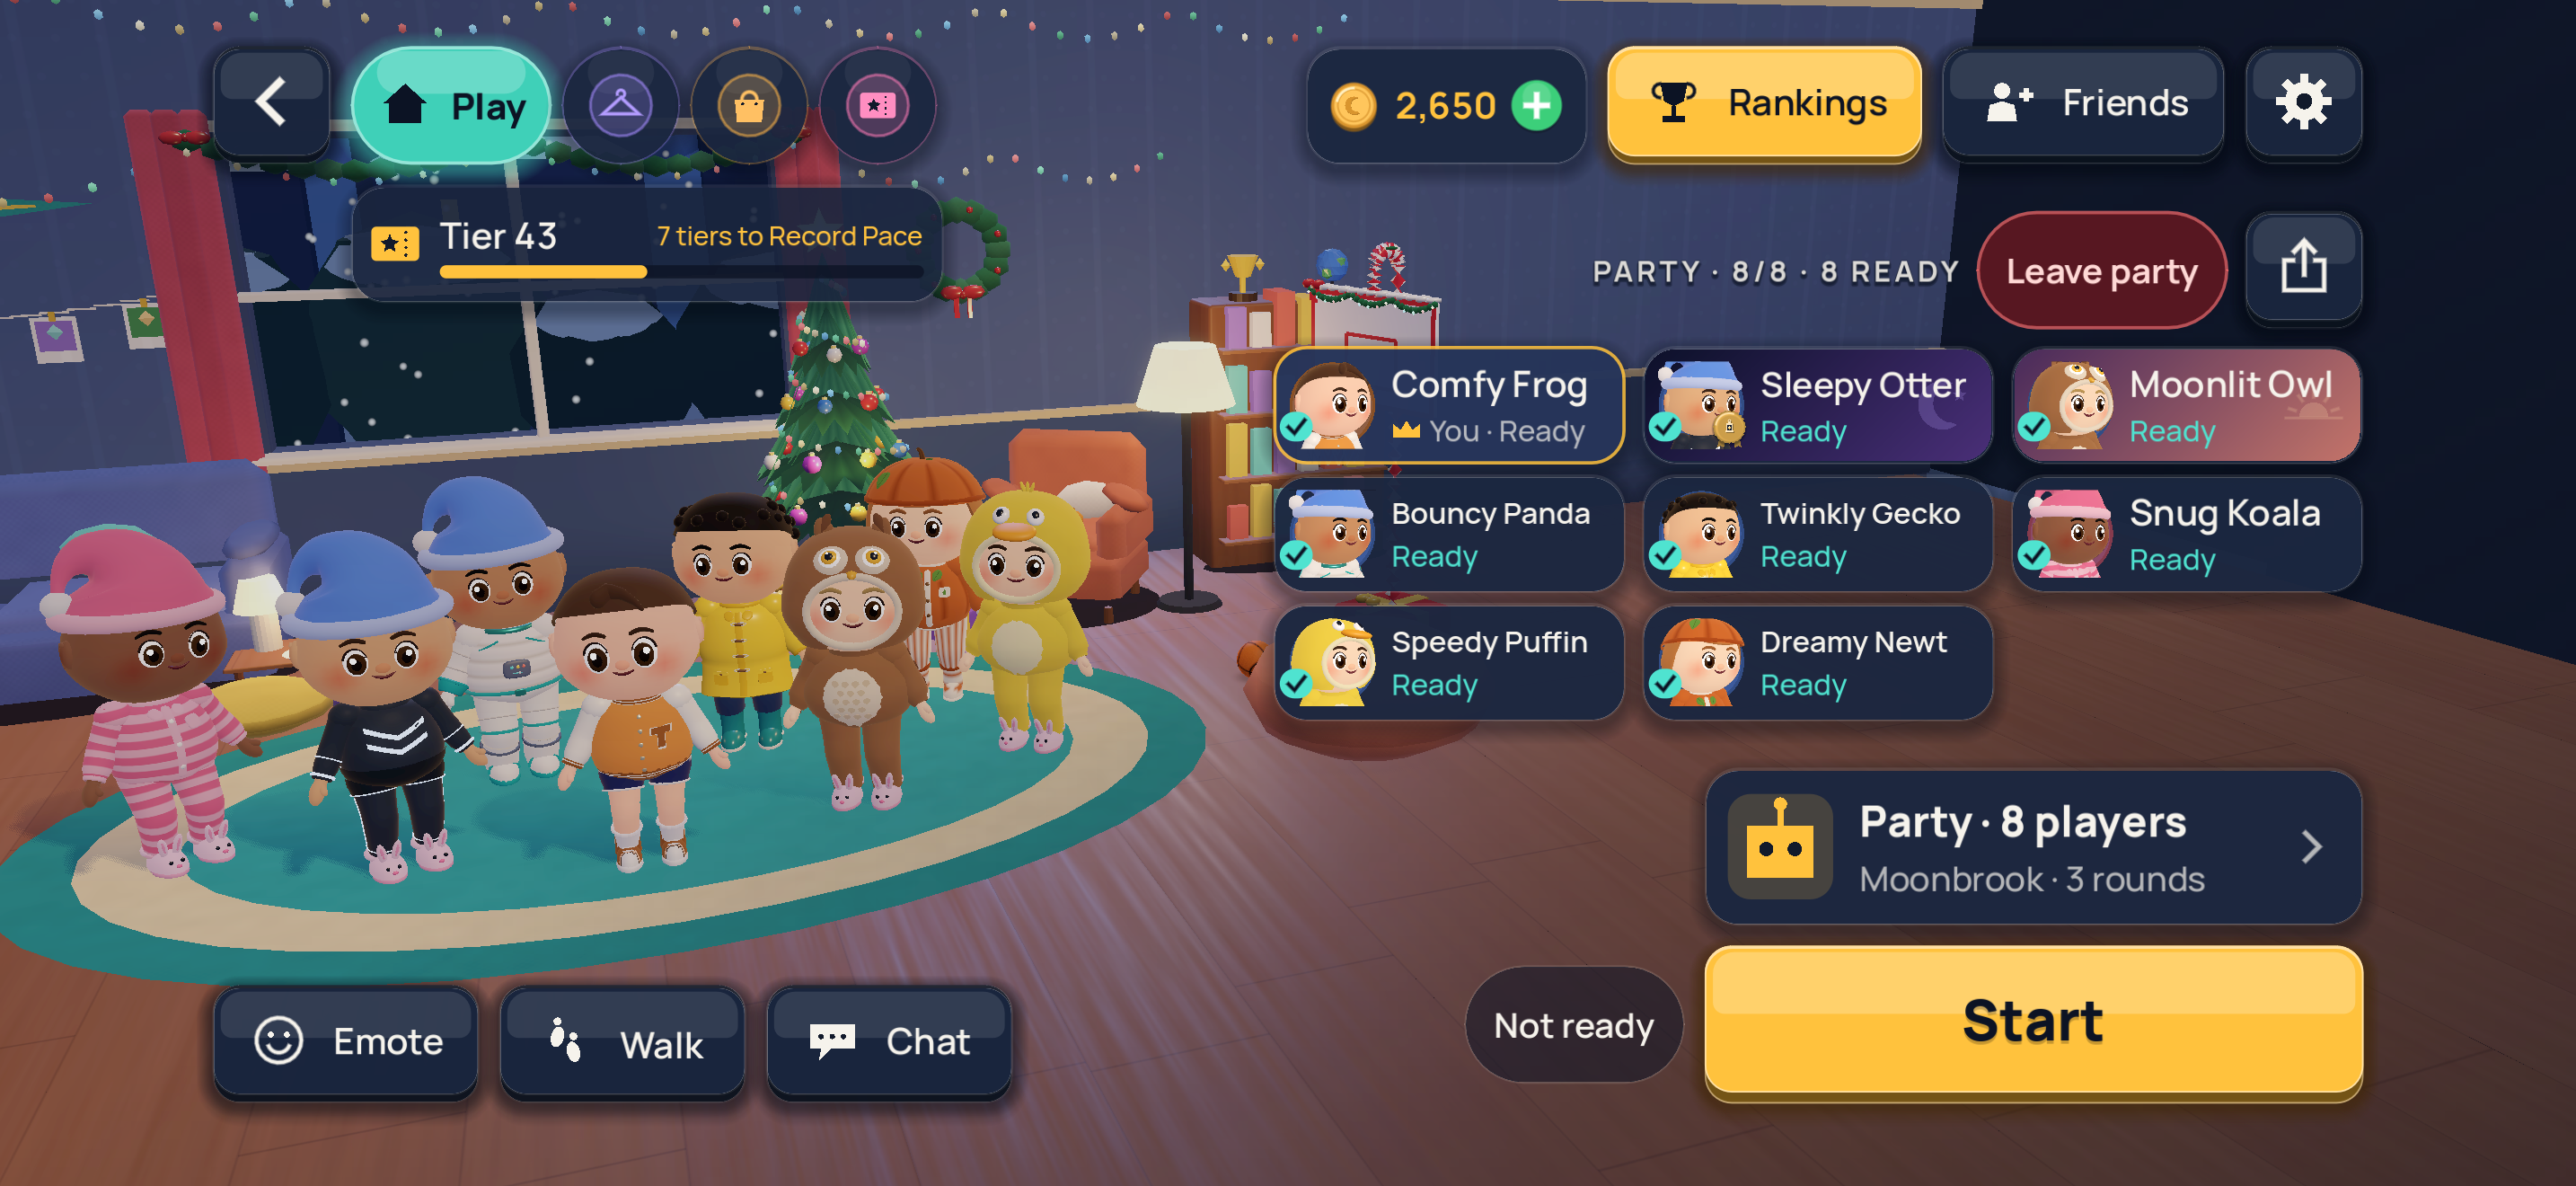 Play
2,650
Rankings
Friends
Tier 43
7 tiers to Record Pace
PARTY · 8/8 · 8 READY
Leave party
Comfy Frog
You · Ready
Sleepy Otter
Ready
Moonlit Owl
Ready
Bouncy Panda
Ready
Twinkly Gecko
Ready
Snug Koala
Ready
Speedy Puffin
Ready
Dreamy Newt
Ready
T
Party · 8 players
Moonbrook · 3 rounds
Not ready
Start
Emote
Walk
Chat